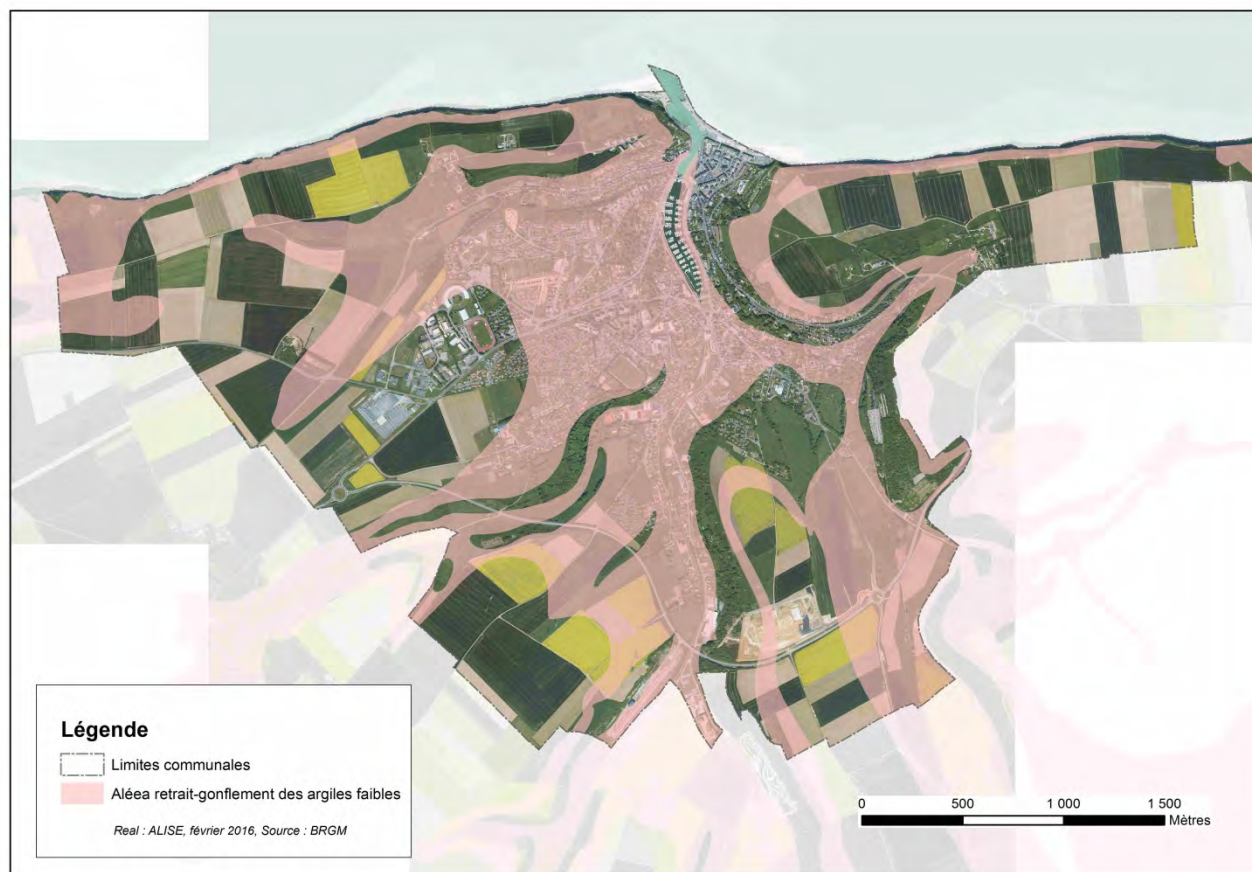 Légende
Limites communales
Aléea retrait-gonflement des argiles faibles
Real : ALISE, février 2016, Source : BRGM
0 500 1 000 1 500
Mètres